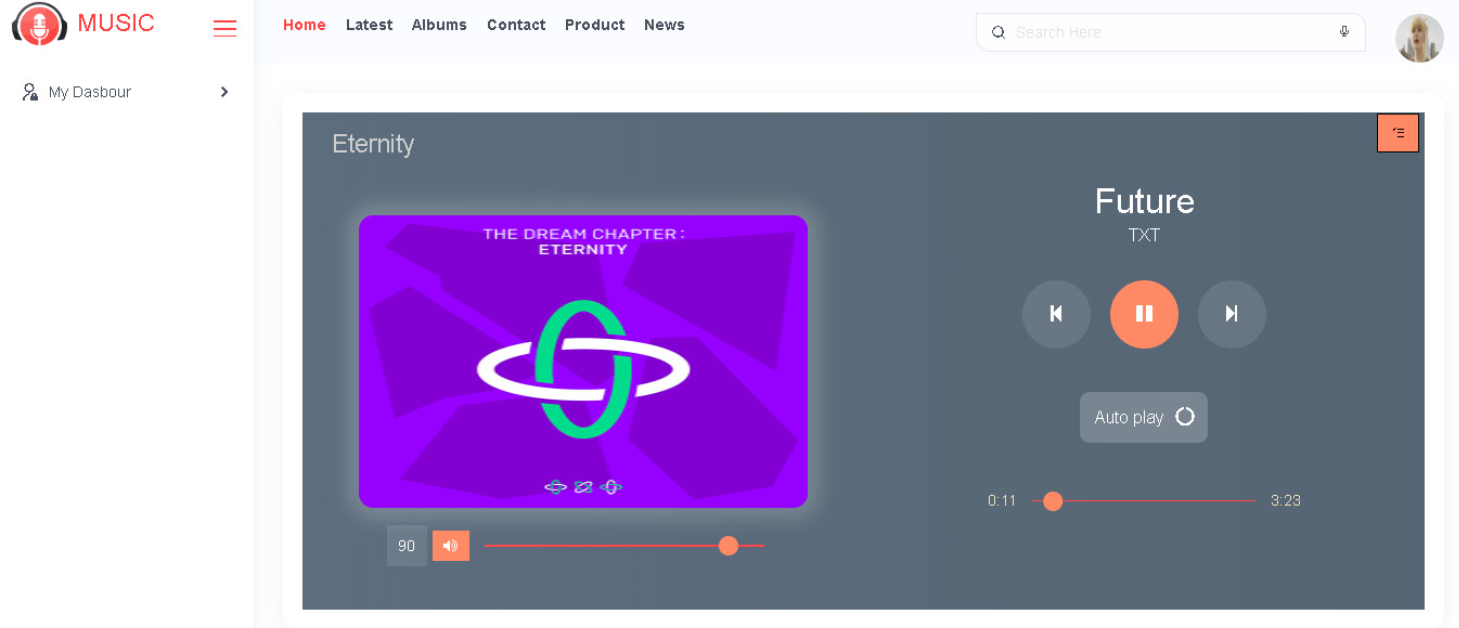 MUSIC
Home Latest Albums Contact Product News
Search Here..
My Dasbour
Eternity
THE DREAM CHAPTER:
ETERNITY
90
Future
TXT
Auto play
0:11 3:23